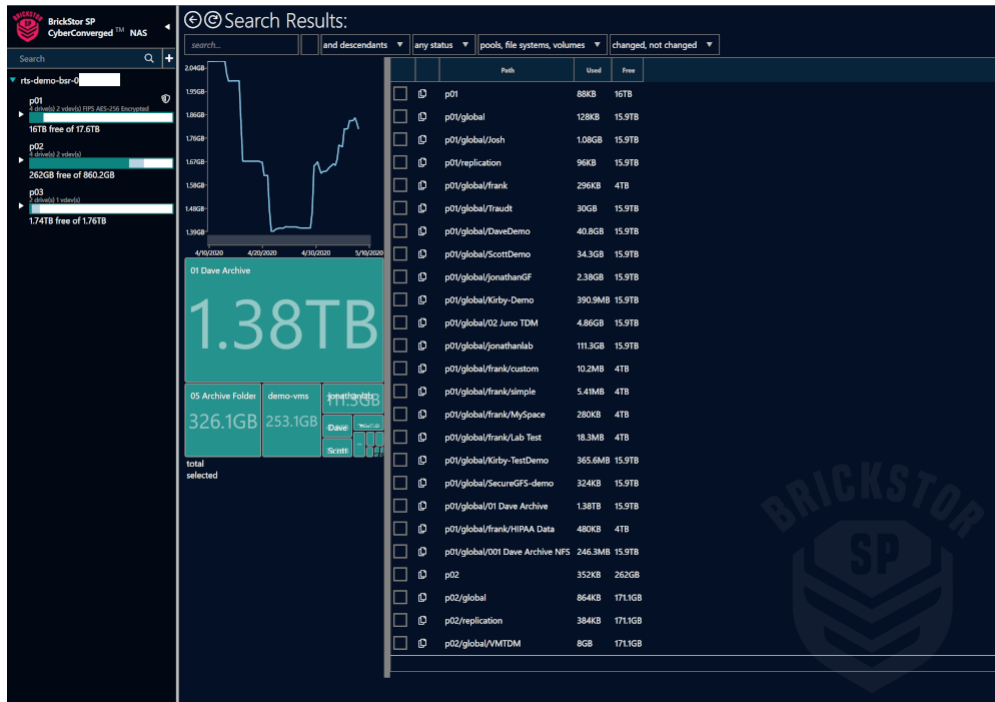 BrickStor SP
CyberConverged TM NAS
Search
+
rts-demo-bsr-0
p01
4 drive(s) 2 vdev(s) FIPS AES-256 Encrypted
16TB free of 17.6TB
p02
4 drive(s) 2 vdev(s)
262GB free of 860.2GB
p03
2 drive(s) 1 vdev(s)
1.74TB free of 1.76TB
Search Results:
search...
and descendants
any status
pools, file systems, volumes
changed, not changed
2.04GB
1.95GB
1.86GB
1.76GB
1.67GB
1.58GB
1.48GB
1.39GB
4/10/2020 4/20/2020 4/30/2020 5/10/2020
01 Dave Archive
1.38TB
05 Archive Folder
326.1GB
demo-vms
253.1GB
jonathanlab
111.3GB
Dave
Scott
total
selected
Path Used Free
p01 88KB 16TB
p01/global 128KB 15.9TB
p01/global/Josh 1.08GB 15.9TB
p01/replication 96KB 15.9TB
p01/global/frank 296KB 4TB
p01/global/Traudt 30GB 15.9TB
p01/global/DaveDemo 40.8GB 15.9TB
p01/global/ScottDemo 34.3GB 15.9TB
p01/global/jonathanGF 2.38GB 15.9TB
p01/global/Kirby-Demo 390.9MB 15.9TB
p01/global/02 Juno TDM 4.86GB 15.9TB
p01/global/jonathanlab 111.3GB 15.9TB
p01/global/frank/custom 10.2MB 4TB
p01/global/frank/simple 5.41MB 4TB
p01/global/frank/MySpace 280KB 4TB
p01/global/frank/Lab Test 18.3MB 4TB
p01/global/Kirby-TestDemo 365.6MB 15.9TB
p01/global/SecureGFS-demo 324KB 15.9TB
p01/global/01 Dave Archive 1.38TB 15.9TB
p01/global/frank/HIPAA Data 480KB 4TB
p01/global/001 Dave Archive NFS 246.3MB 15.9TB
p02 352KB 262GB
p02/global 864KB 171.1GB
p02/replication 384KB 171.1GB
p02/global/VMTDM 8GB 171.1GB
BRICKSTOR
SP